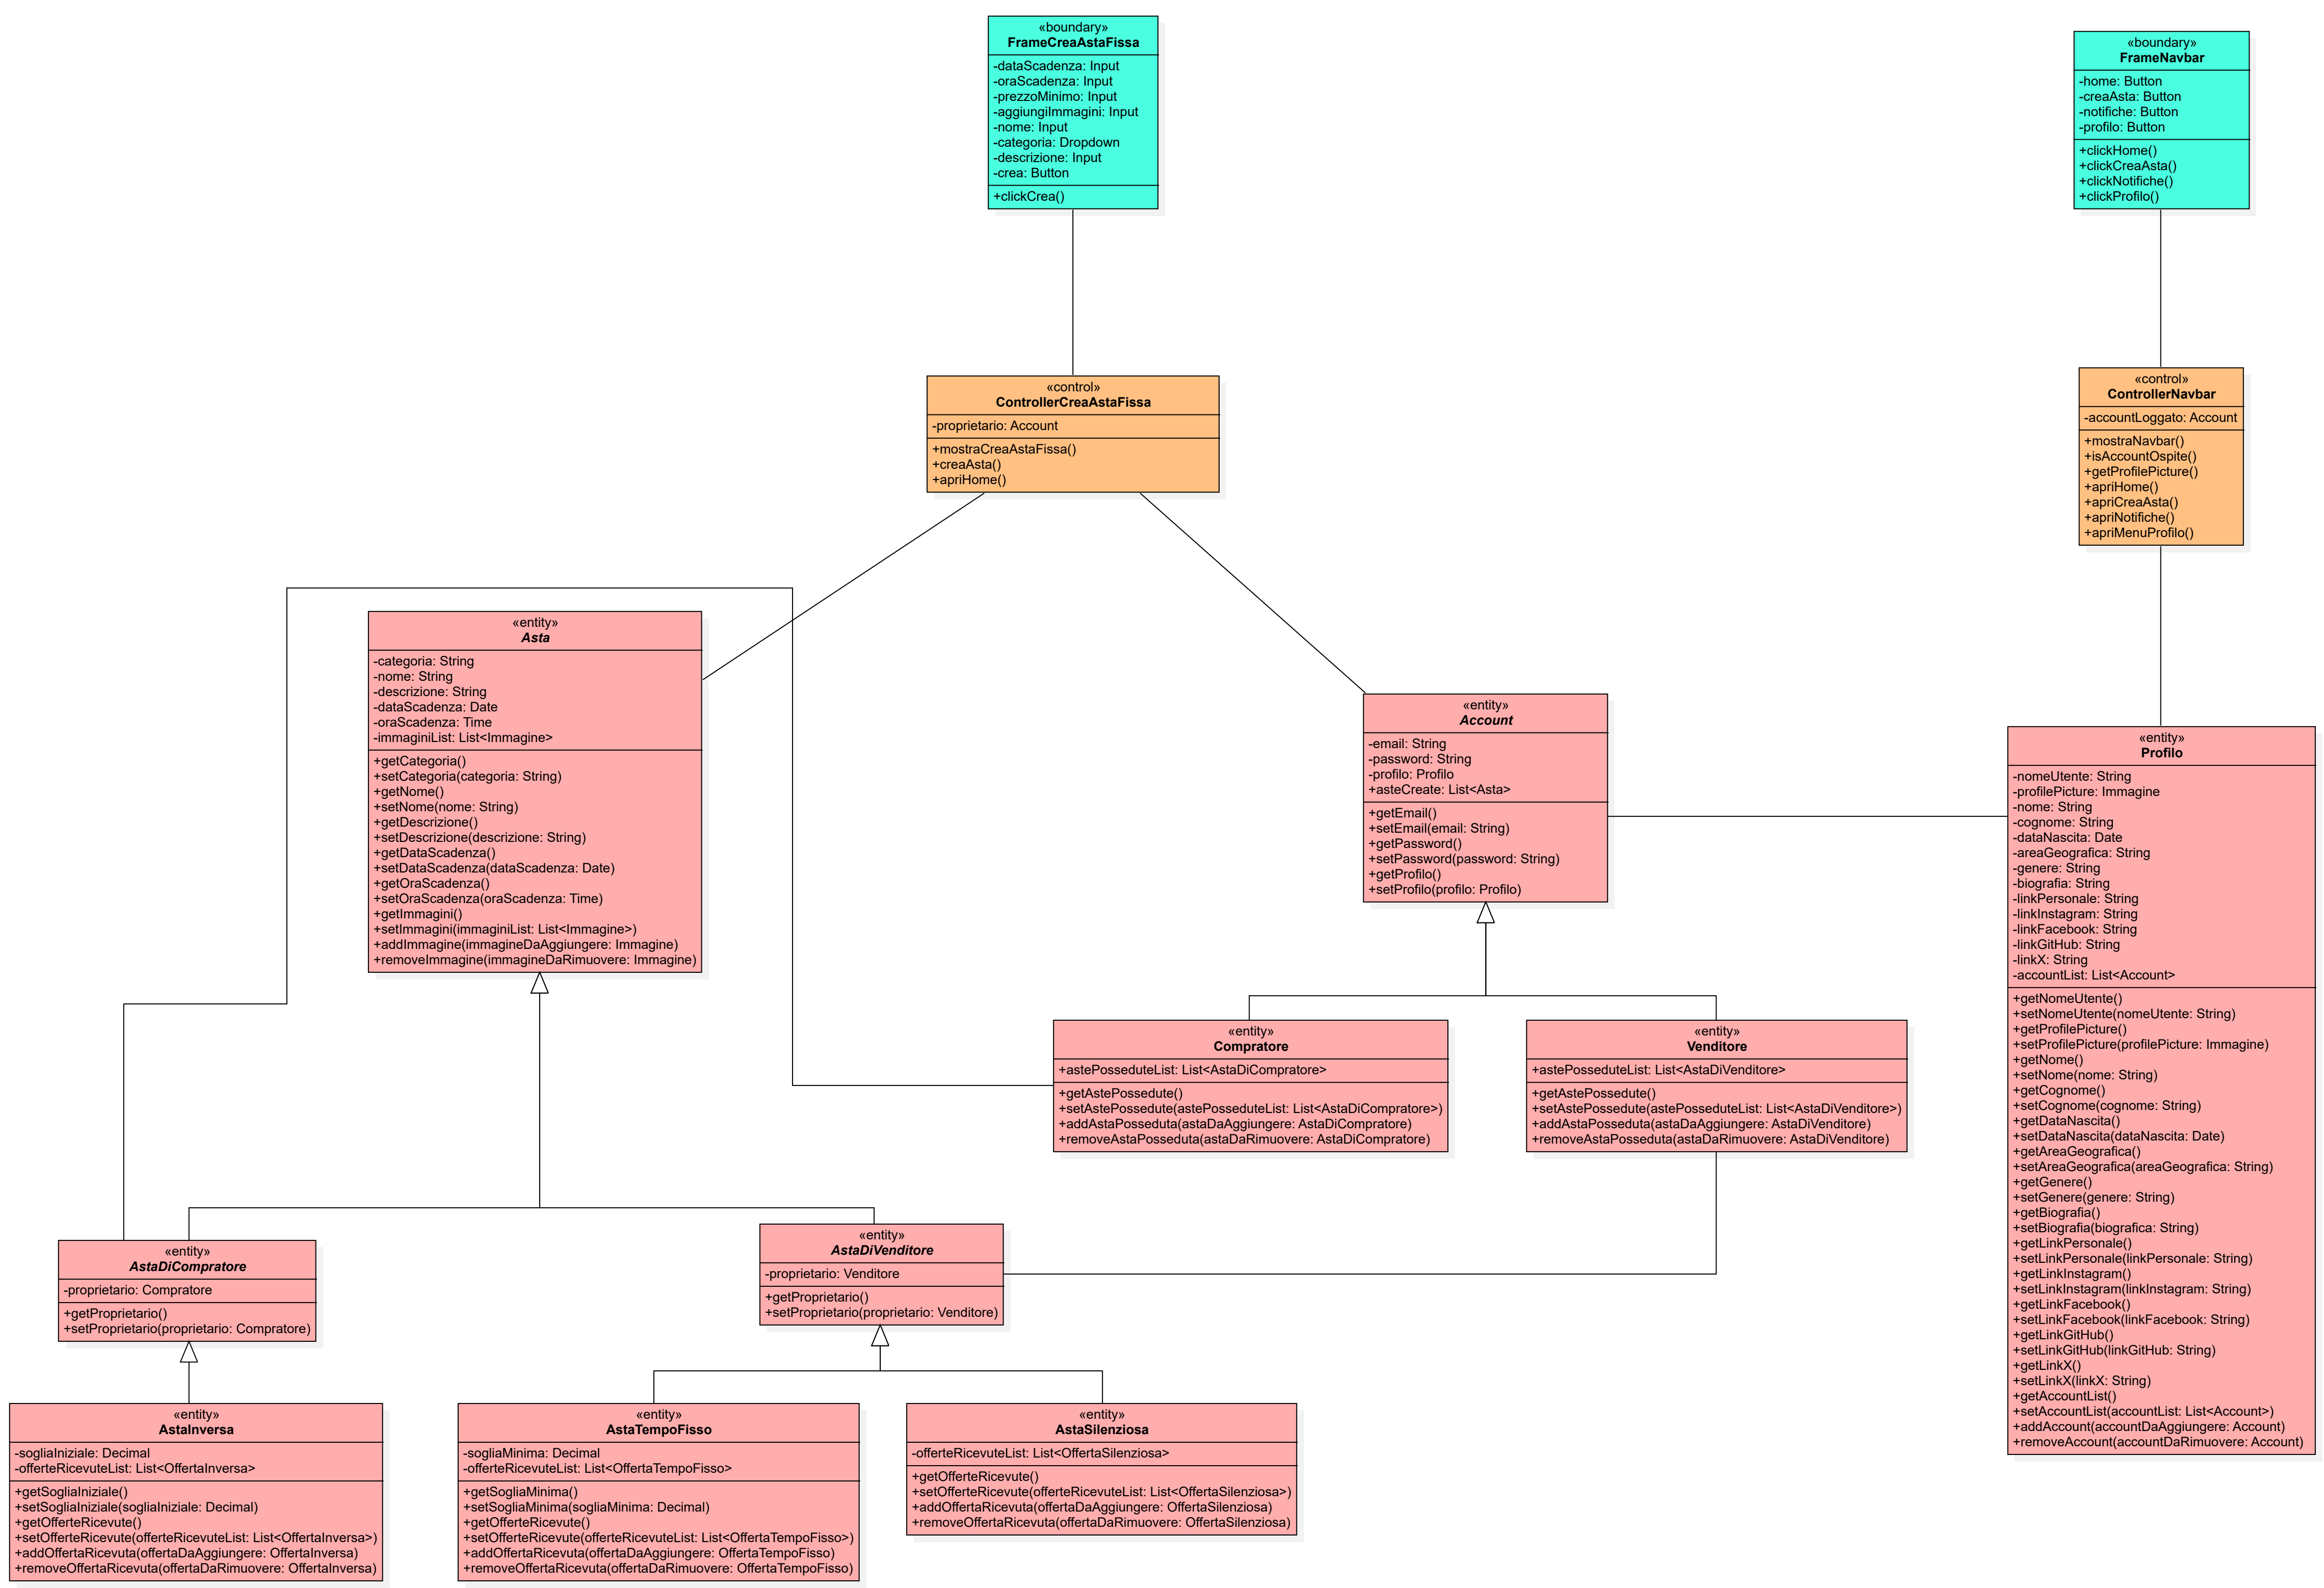 «boundary»
FrameCreaAstaFissa
-dataScadenza: Input
-oraScadenza: Input
-prezzoMinimo: Input
-aggiungiImmagini: Input
-nome: Input
-categoria: Dropdown
-descrizione: Input
-crea: Button
+clickCrea()
«boundary»
FrameNavbar
-home: Button
-creaAsta: Button
-notifiche: Button
-profilo: Button
+clickHome()
+clickCreaAsta()
+clickNotifiche()
+clickProfilo()
«control»
ControllerCreaAstaFissa
-proprietario: Account
+mostraCreaAstaFissa()
+creaAsta()
+apriHome()
«control»
ControllerNavbar
-accountLoggato: Account
+mostraNavbar()
+isAccountOspite()
+getProfilePicture()
+apriHome()
+apriCreaAsta()
+apriNotifiche()
+apriMenuProfilo()
«entity»
Asta
-categoria: String
-nome: String
-descrizione: String
-dataScadenza: Date
-oraScadenza: Time
-immaginiList: List<Immagine>
+getCategoria()
+setCategoria(categoria: String)
+getNome()
+setNome(nome: String)
+getDescrizione()
+setDescrizione(descrizione: String)
+getDataScadenza()
+setDataScadenza(dataScadenza: Date)
+getOraScadenza()
+setOraScadenza(oraScadenza: Time)
+getImmagini()
+setImmagini(immaginiList: List<Immagine>)
+addImmagine(immagineDaAggiungere: Immagine)
+removeImmagine(immagineDaRimuovere: Immagine)
«entity»
Account
-email: String
-password: String
-profilo: Profilo
+asteCreate: List<Asta>
+getEmail()
+setEmail(email: String)
+getPassword()
+setPassword(password: String)
+getProfilo()
+setProfilo(profilo: Profilo)
«entity»
Profilo
-nomeUtente: String
-profilePicture: Immagine
-nome: String
-cognome: String
-dataNascita: Date
-areaGeografica: String
-genere: String
-biografia: String
-linkPersonale: String
-linkInstagram: String
-linkFacebook: String
-linkGitHub: String
-linkX: String
-accountList: List<Account>
+getNomeUtente()
+setNomeUtente(nomeUtente: String)
+getProfilePicture()
+setProfilePicture(profilePicture: Immagine)
+getNome()
+setNome(nome: String)
+getCognome()
+setCognome(cognome: String)
+getDataNascita()
+setDataNascita(dataNascita: Date)
+getAreaGeografica()
+setAreaGeografica(areaGeografica: String)
+getGenere()
+setGenere(genere: String)
+getBiografia()
+setBiografia(biografica: String)
+getLinkPersonale()
+setLinkPersonale(linkPersonale: String)
+getLinkInstagram()
+setLinkInstagram(linkInstagram: String)
+getLinkFacebook()
+setLinkFacebook(linkFacebook: String)
+getLinkGitHub()
+setLinkGitHub(linkGitHub: String)
+getLinkX()
+setLinkX(linkX: String)
+getAccountList()
+setAccountList(accountList: List<Account>)
+addAccount(accountDaAggiungere: Account)
+removeAccount(accountDaRimuovere: Account)
«entity»
Compratore
+astePosseduteList: List<AstaDiCompratore>
+getAstePossedute()
+setAstePossedute(astePosseduteList: List<AstaDiCompratore>)
+addAstaPosseduta(astaDaAggiungere: AstaDiCompratore)
+removeAstaPosseduta(astaDaRimuovere: AstaDiCompratore)
«entity»
Venditore
+astePosseduteList: List<AstaDiVenditore>
+getAstePossedute()
+setAstePossedute(astePosseduteList: List<AstaDiVenditore>)
+addAstaPosseduta(astaDaAggiungere: AstaDiVenditore)
+removeAstaPosseduta(astaDaRimuovere: AstaDiVenditore)
«entity»
AstaDiCompratore
-proprietario: Compratore
+getProprietario()
+setProprietario(proprietario: Compratore)
«entity»
AstaDiVenditore
-proprietario: Venditore
+getProprietario()
+setProprietario(proprietario: Venditore)
«entity»
AstaInversa
-sogliaIniziale: Decimal
-offerteRicevuteList: List<OffertaInversa>
+getSogliaIniziale()
+setSogliaIniziale(sogliaIniziale: Decimal)
+getOfferteRicevute()
+setOfferteRicevute(offerteRicevuteList: List<OffertaInversa>)
+addOffertaRicevuta(offertaDaAggiungere: OffertaInversa)
+removeOffertaRicevuta(offertaDaRimuovere: OffertaInversa)
«entity»
AstaTempoFisso
-sogliaMinima: Decimal
-offerteRicevuteList: List<OffertaTempoFisso>
+getSogliaMinima()
+setSogliaMinima(sogliaMinima: Decimal)
+getOfferteRicevute()
+setOfferteRicevute(offerteRicevuteList: List<OffertaTempoFisso>)
+addOffertaRicevuta(offertaDaAggiungere: OffertaTempoFisso)
+removeOffertaRicevuta(offertaDaRimuovere: OffertaTempoFisso)
«entity»
AstaSilenziosa
-offerteRicevuteList: List<OffertaSilenziosa>
+getOfferteRicevute()
+setOfferteRicevute(offerteRicevuteList: List<OffertaSilenziosa>)
+addOffertaRicevuta(offertaDaAggiungere: OffertaSilenziosa)
+removeOffertaRicevuta(offertaDaRimuovere: OffertaSilenziosa)